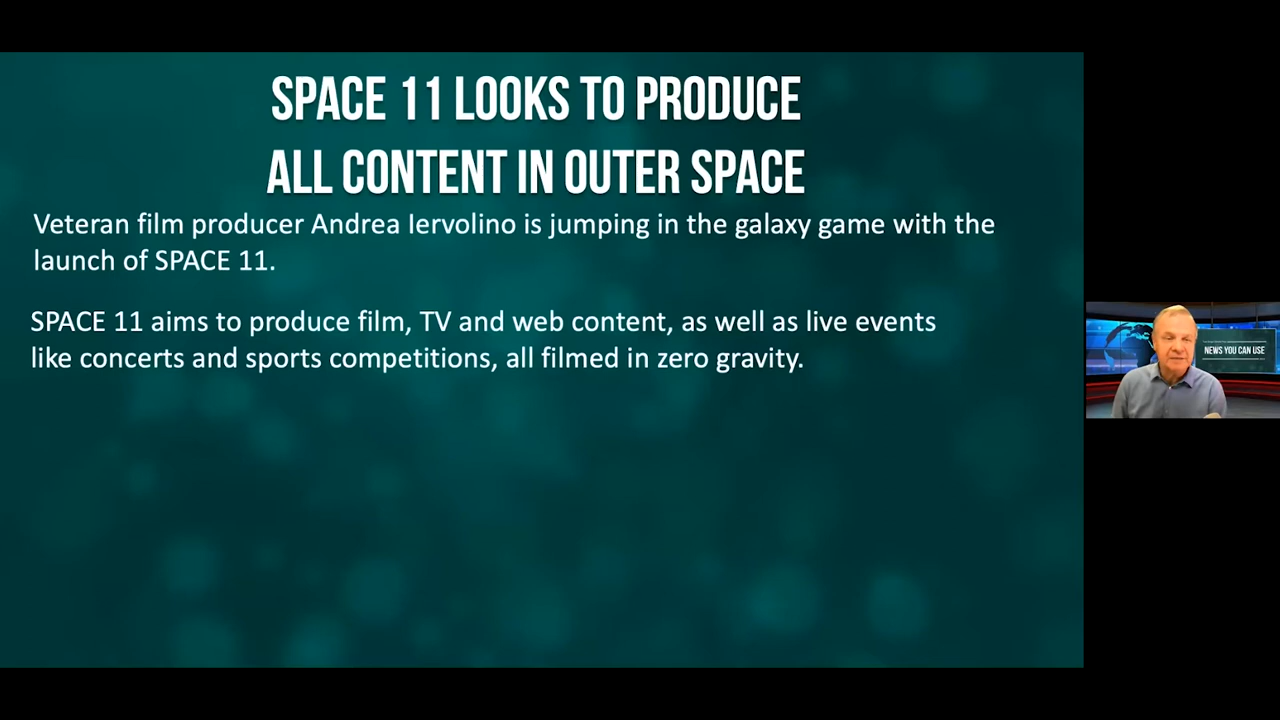 SPACE 11 LOOKS TO PRODUCE
ALL CONTENT IN OUTER SPACE
Veteran film producer Andrea Iervolino is jumping in the galaxy game with the
launch of SPACE 11.
SPACE 11 aims to produce film, TV and web content, as well as live events
like concerts and sports competitions, all filmed in zero gravity.
NEWS YOU CAN USE